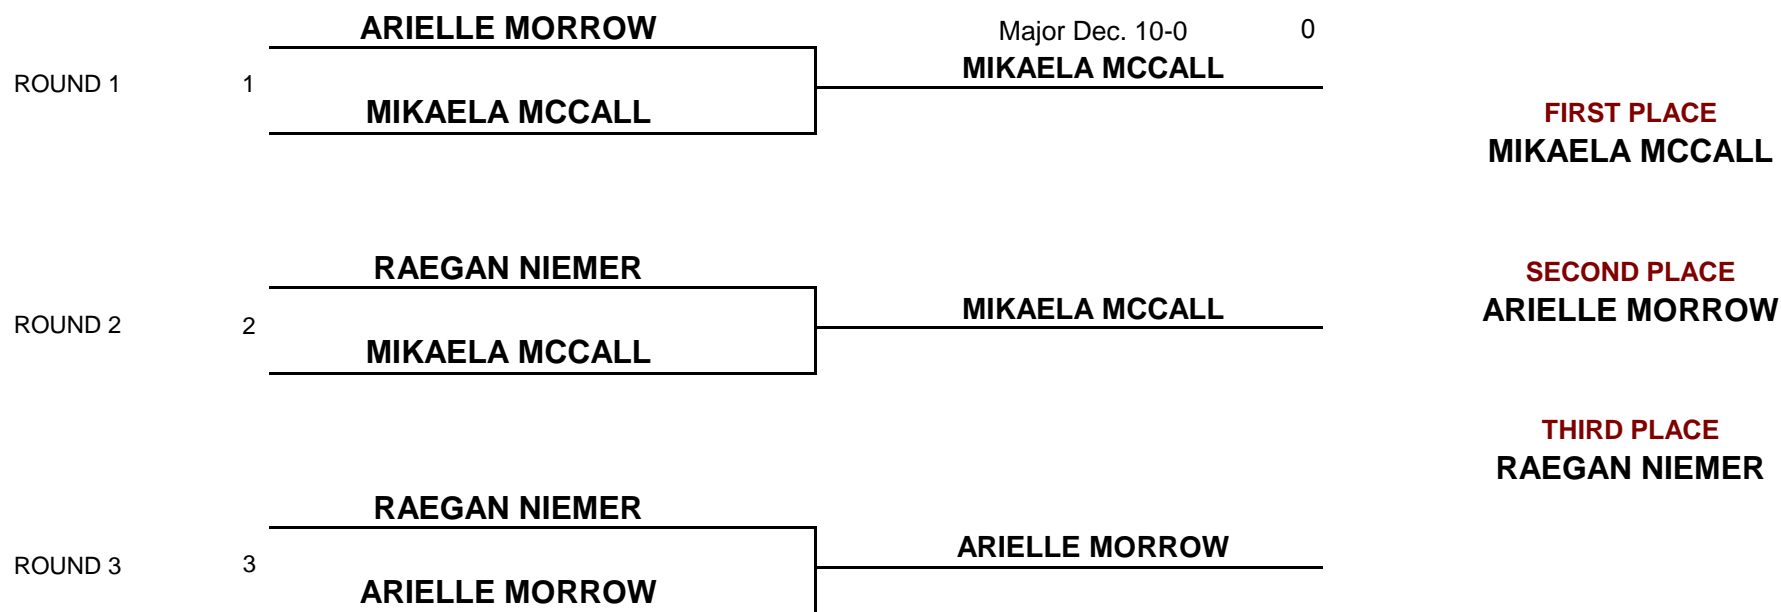 ARIELLE MORROW
Major Dec. 10-0 0
ROUND 1 1
MIKAELA MCCALL
MIKAELA MCCALL
FIRST PLACE
MIKAELA MCCALL
RAEGAN NIEMER
ROUND 2 2
MIKAELA MCCALL
MIKAELA MCCALL
SECOND PLACE
ARIELLE MORROW
THIRD PLACE
RAEGAN NIEMER
RAEGAN NIEMER
ROUND 3 3
ARIELLE MORROW
ARIELLE MORROW